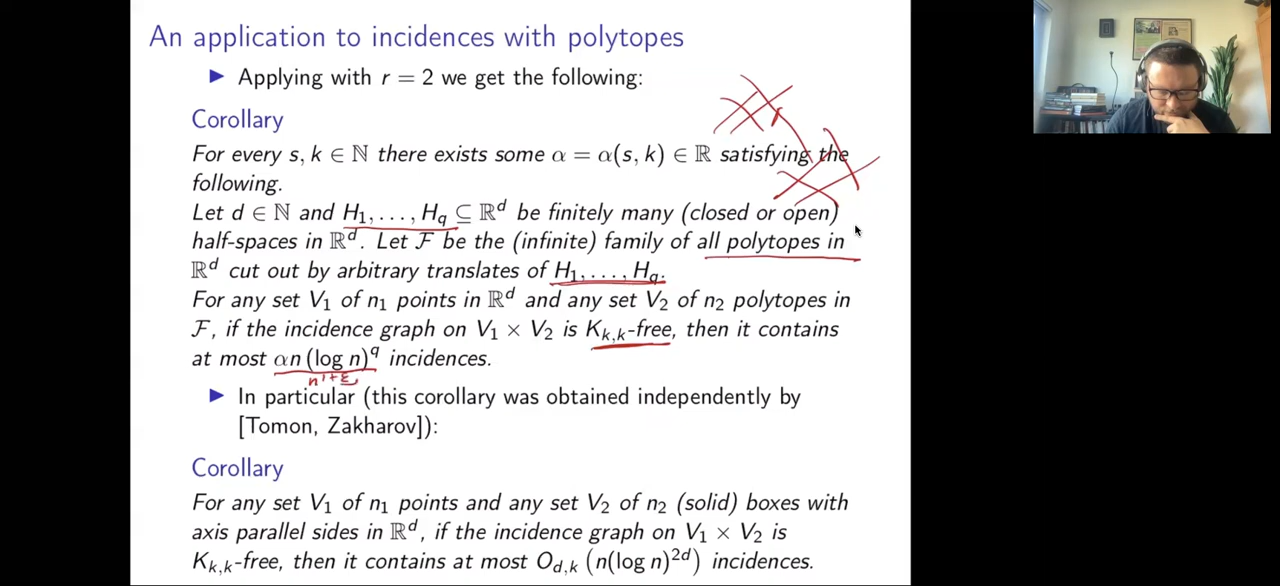 An application to incidences with polytopes
▶ Applying with r = 2 we get the following:
Corollary
For every s, k ∈ ℕ there exists some α = α(s, k) ∈ ℝ satisfying the
following.
Let d ∈ ℕ and H₁, . . . , H_q ⊆ ℝᵈ be finitely many (closed or open)
half-spaces in ℝᵈ. Let ℱ be the (infinite) family of all polytopes in
ℝᵈ cut out by arbitrary translates of H₁, . . . , H_q.
For any set V₁ of n₁ points in ℝᵈ and any set V₂ of n₂ polytopes in
ℱ, if the incidence graph on V₁ × V₂ is K_{k,k}-free, then it contains
at most αn (log n)^q incidences.
n^{1+ε}
▶ In particular (this corollary was obtained independently by
[Tomon, Zakharov]):
Corollary
For any set V₁ of n₁ points and any set V₂ of n₂ (solid) boxes with
axis parallel sides in ℝᵈ, if the incidence graph on V₁ × V₂ is
K_{k,k}-free, then it contains at most O_{d,k} (n(log n)^{2d}) incidences.